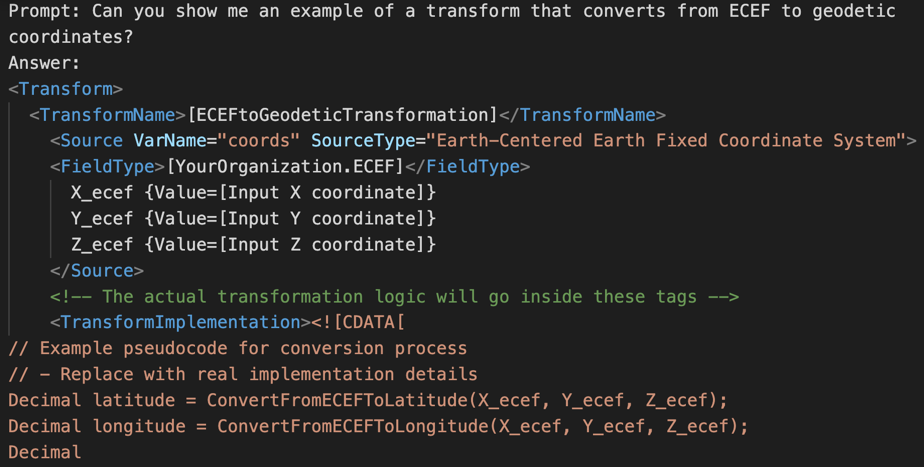 Prompt: Can you show me an example of a transform that converts from ECEF to geodetic
coordinates?
Answer:
<Transform>
<TransformName>[ECEFtoGeodeticTransformation]</TransformName>
<Source VarName="coords" SourceType="Earth-Centered Earth Fixed Coordinate System">
<FieldType>[YourOrganization.ECEF]</FieldType>
X_ecef {Value=[Input X coordinate]}
Y_ecef {Value=[Input Y coordinate]}
Z_ecef {Value=[Input Z coordinate]}
</Source>
<!-- The actual transformation logic will go inside these tags -->
<TransformImplementation><![CDATA[
// Example pseudocode for conversion process
// - Replace with real implementation details
Decimal latitude = ConvertFromECEFToLatitude(X_ecef, Y_ecef, Z_ecef);
Decimal longitude = ConvertFromECEFToLongitude(X_ecef, Y_ecef, Z_ecef);
Decimal